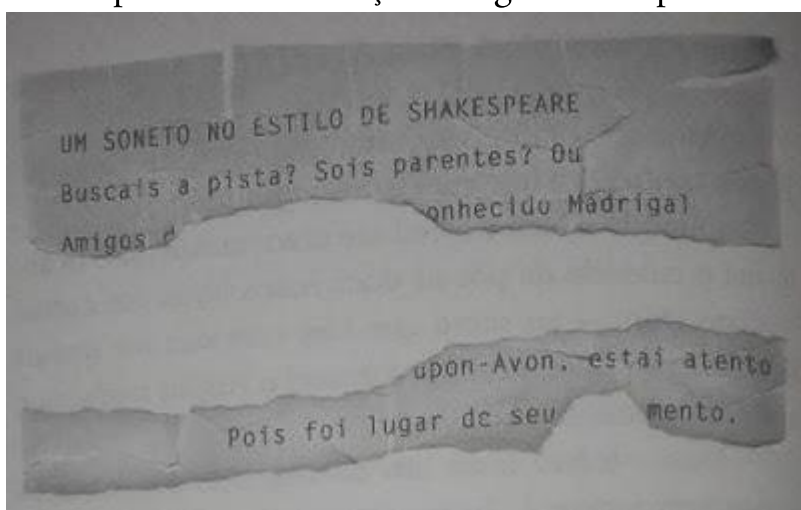 UM SONETO NO ESTILO DE SHAKESPEARE
Buscais a pista? Sois parentes? Ou
Amigos d onhecido Madrigal
upon-Avon, estai atento
Pois foi lugar de seu mento.